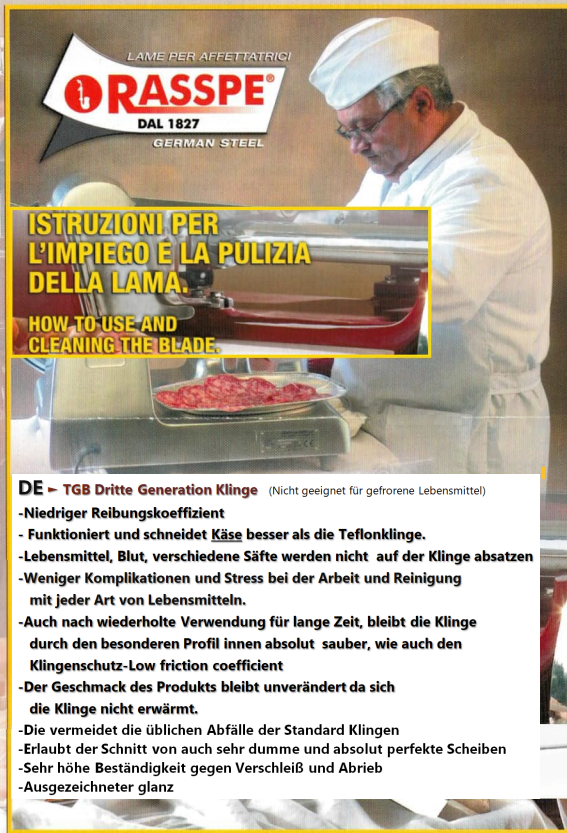 LAME PER AFFETTATRICI
RASSPE®
DAL 1827
GERMAN STEEL
ISTRUZIONI PER
L'IMPIEGO E LA PULIZIA
DELLA LAMA.
HOW TO USE AND
CLEANING THE BLADE.
DE ► TGB Dritte Generation Klinge (Nicht geeignet für gefrorene Lebensmittel)
-Niedriger Reibungskoeffizient
- Funktioniert und schneidet Käse besser als die Teflonklinge.
-Lebensmittel, Blut, verschiedene Säfte werden nicht auf der Klinge absatzen
-Weniger Komplikationen und Stress bei der Arbeit und Reinigung
mit jeder Art von Lebensmitteln.
-Auch nach wiederholte Verwendung für lange Zeit, bleibt die Klinge
durch den besonderen Profil innen absolut sauber, wie auch den
Klingenschutz-Low friction coefficient
-Der Geschmack des Produkts bleibt unverändert da sich
die Klinge nicht erwärmt.
-Die vermeidet die üblichen Abfälle der Standard Klingen
-Erlaubt der Schnitt von auch sehr dumme und absolut perfekte Scheiben
-Sehr höhe Beständigkeit gegen Verschleiß und Abrieb
-Ausgezeichneter glanz